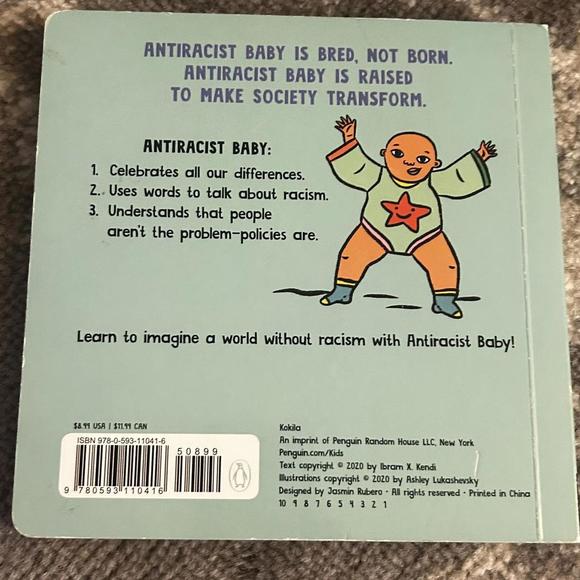 ANTIRACIST BABY IS BRED, NOT BORN.
ANTIRACIST BABY IS RAISED
TO MAKE SOCIETY TRANSFORM.
ANTIRACIST BABY:
1. Celebrates all our differences.
2. Uses words to talk about racism.
3. Understands that people
aren't the problem—policies are.
Learn to imagine a world without racism with Antiracist Baby!
$8.99 USA | $11.99 CAN
ISBN 978-0-593-11041-6
50899
9 780593 110416
Kokila
An imprint of Penguin Random House LLC, New York
Penguin.com/Kids
Text copyright © 2020 by Ibram X. Kendi
Illustrations copyright © 2020 by Ashley Lukashevsky
Designed by Jasmin Rubero • All rights reserved • Printed in China
10 9 8 7 6 5 4 3 2 1